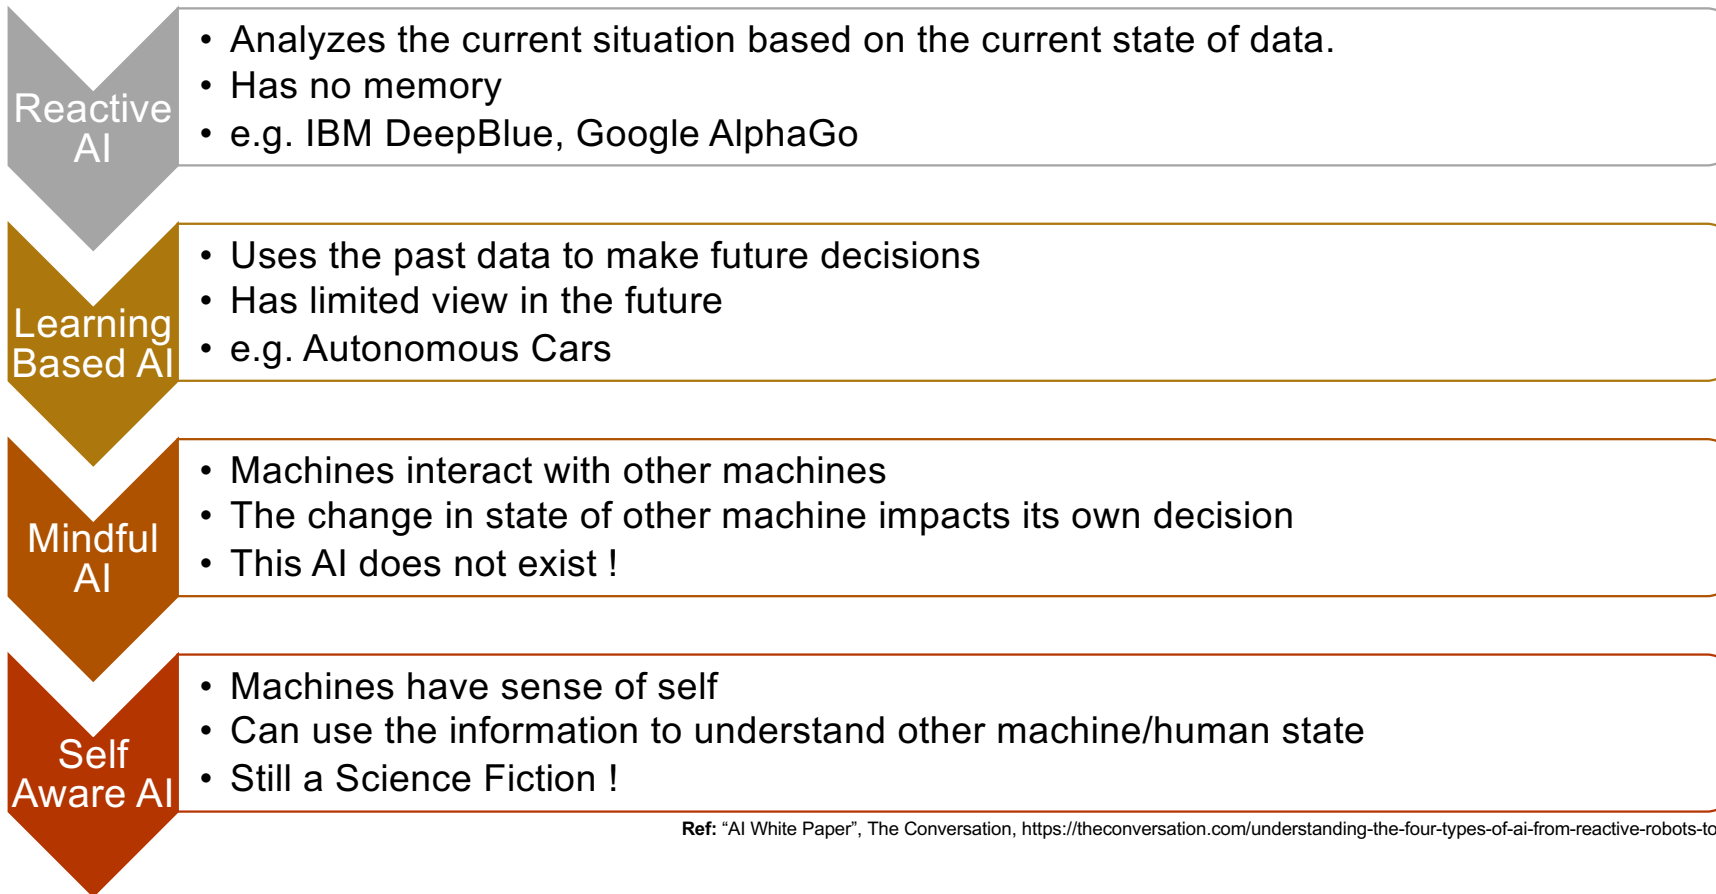 Reactive
AI
• Analyzes the current situation based on the current state of data.
• Has no memory
• e.g. IBM DeepBlue, Google AlphaGo
Learning
Based AI
• Uses the past data to make future decisions
• Has limited view in the future
• e.g. Autonomous Cars
Mindful
AI
• Machines interact with other machines
• The change in state of other machine impacts its own decision
• This AI does not exist !
Self
Aware AI
• Machines have sense of self
• Can use the information to understand other machine/human state
• Still a Science Fiction !
Ref: “AI White Paper”, The Conversation, https://theconversation.com/understanding-the-four-types-of-ai-from-reactive-robots-to